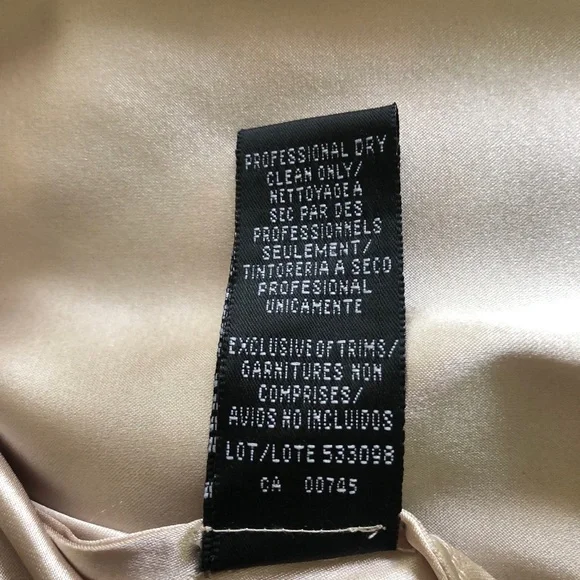 PROFESSIONAL DRY
CLEAN ONLY/
NETTOYAGE A
SEC PAR DES
PROFESSIONNELS
SEULEMENT/
TINTORERIA A SECO
PROFESIONAL
UNICAMENTE
EXCLUSIVE OF TRIMS/
GARNITURES NON
COMPRISES/
AVIOS NO INCLUIDOS
LOT/LOTE 533098
CA 00745